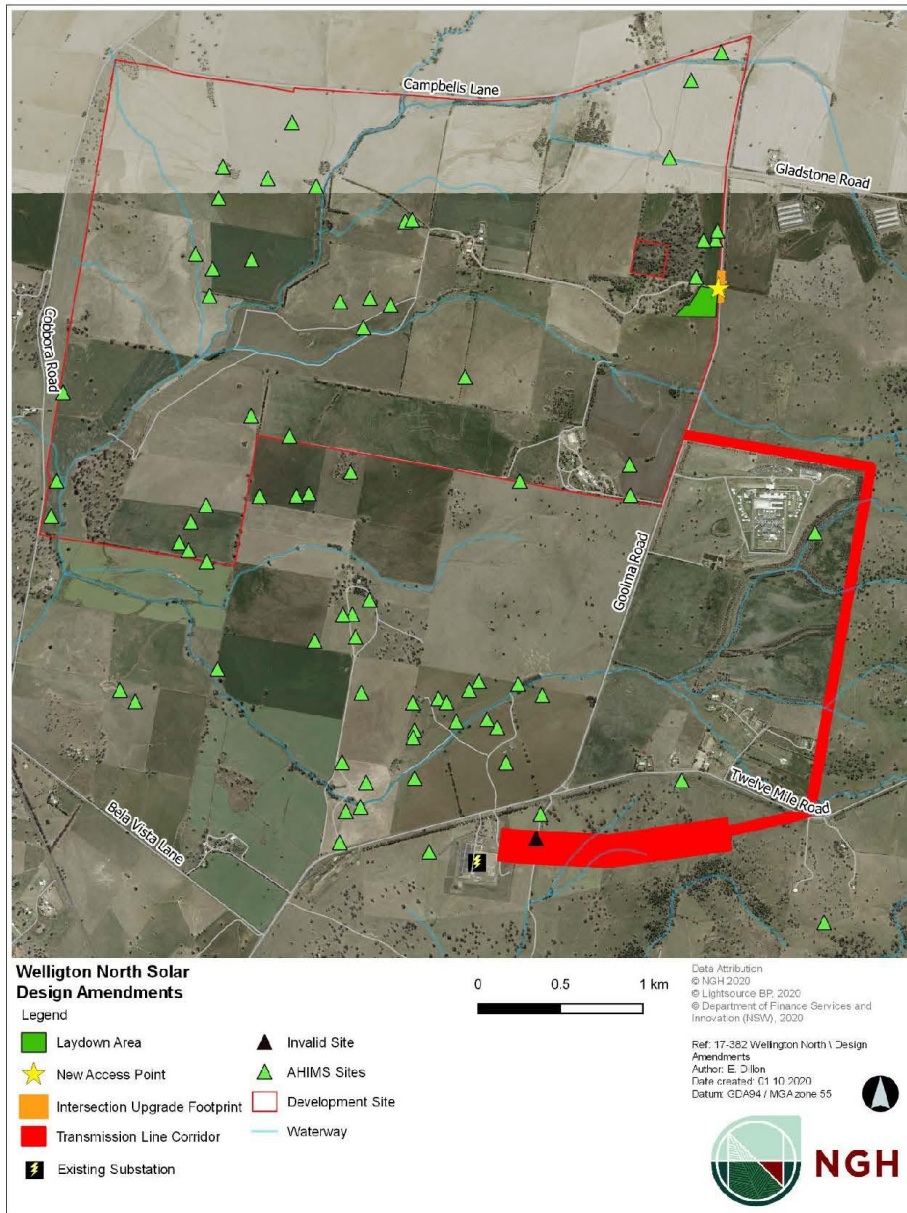 Campbells Lane
Gladstone Road
Cobbora Road
Goolma Road
Twelve Mile Road
Bela Vista Lane
Welligton North Solar
Design Amendments
Legend
Laydown Area
New Access Point
Intersection Upgrade Footprint
Transmission Line Corridor
Existing Substation
Invalid Site
AHIMS Sites
Development Site
Waterway
0 0.5 1 km
Data Attribution
© NGH 2020
© Lightsource BP, 2020
© Department of Finance Services and
Innovation (NSW), 2020
Ref: 17-382 Wellington North \ Design
Amendments
Author: E. Dillon
Date created: 01.10.2020
Datum: GDA94 / MGA zone 55
NGH